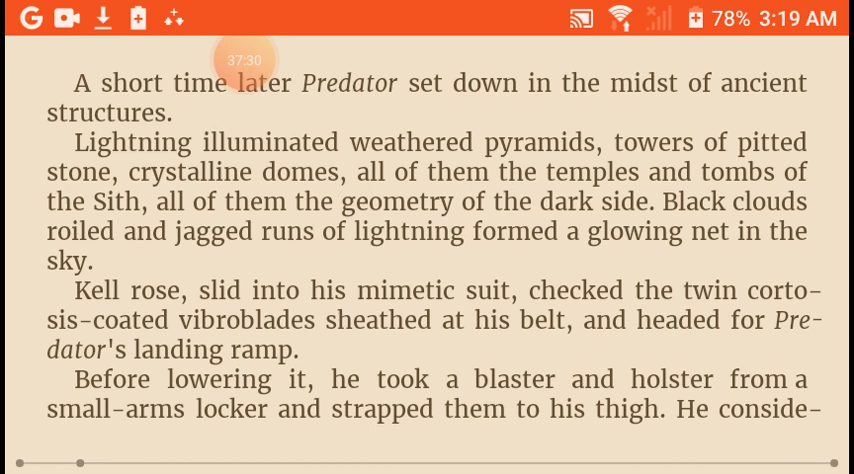 78% 3:19 AM
37:30
A short time later Predator set down in the midst of ancient
structures.
Lightning illuminated weathered pyramids, towers of pitted
stone, crystalline domes, all of them the temples and tombs of
the Sith, all of them the geometry of the dark side. Black clouds
roiled and jagged runs of lightning formed a glowing net in the
sky.
Kell rose, slid into his mimetic suit, checked the twin corto-
sis-coated vibroblades sheathed at his belt, and headed for Pre-
dator's landing ramp.
Before lowering it, he took a blaster and holster from a
small-arms locker and strapped them to his thigh. He conside-